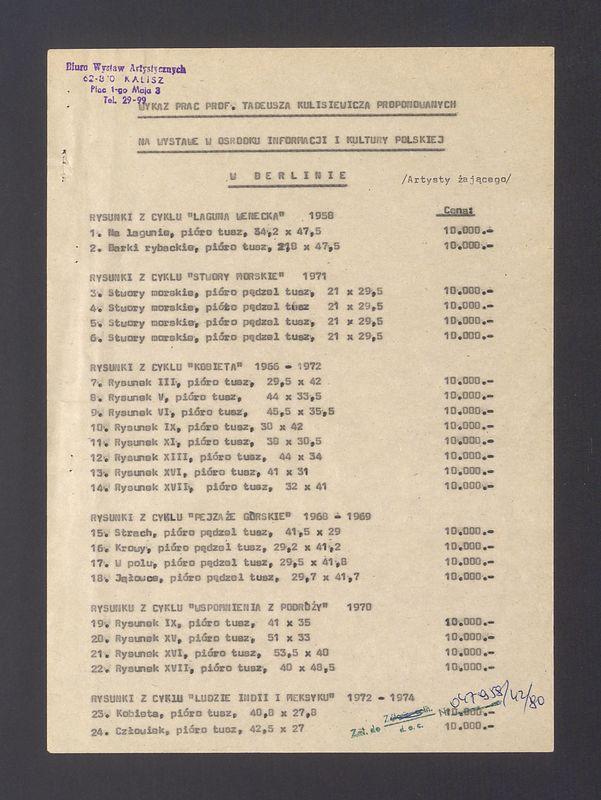 Biuro Wystaw Artystycznych
62-800 KALISZ
Plac 1-go Maja 3
Tel. 29-99
WYKAZ PRAC PROF. TADEUSZA KULISIEWICZA PROPONOWANYCH
NA WYSTAWE W OSRODKU INFORMACJI I KULTURY POLSKIEJ
W BERLINIE
/Artysty żającego/
Cena:
RYSUNKI Z CYKLU "LAGUNA WENECKA" 1958
1. Na lagunie, pióro tusz, 34,2 x 47,5 10.000.-
2. Barki rybackie, pióro tusz, x 47,5 10.000.-
RYSUNKI Z CYKLU "STWORY MORSKIE" 1971
3. Stwory morskie, pióro pędzel tusz, 21 x 29,5 10.000.-
4. Stwory morskie, pióro pędzel tusz 21 x 29,5 10.000.-
5. Stwory morskie, pióro pędzel tusz, 21 x 29,5 10.000.-
6. Stwory morskie, pióro pędzel tusz, 21 x 29,5 10.000.-
RYSUNKI Z CYKLU "KOBIETA" 1966 - 1972
7. Rysunek III, pióro tusz, 29,5 x 42 10.000.-
8. Rysunek V, pióro tusz, 44 x 33,5 10.000.-
9. Rysunek VI, pióro tusz, 45,5 x 35,5 10.000.-
10. Rysunek IX, pióro tusz, 30 x 42 10.000.-
11. Rysunek XI, pióro tusz, 38 x 30,5 10.000.-
12. Rysunek XIII, pióro tusz, 44 x 34 10.000.-
13. Rysunek XVI, pióro tusz, 41 x 31 10.000.-
14. Rysunek XVII, pióro tusz, 32 x 41 10.000.-
RYSUNKI Z CYKLU "PEJZAŻE GÓRSKIE" 1968 - 1969
15. Strach, pióro pędzel tusz, 41,5 x 29 10.000.-
16. Krowy, pióro pędzel tusz, 29,2 x 41,2 10.000.-
17. W polu, pióro pędzel tusz, 29,5 x 41,8 10.000.-
18. Jałowce, pióro pędzel tusz, 29,7 x 41,7 10.000.-
RYSUNKU Z CYKLU "WSPOMNIENIA Z PODRÓŻY" 1970
19. Rysunek IX, pióro tusz, 41 x 35 10.000.-
20. Rysunek XV, pióro tusz, 51 x 33 10.000.-
21. Rysunek XVI, pióro tusz, 53,5 x 40 10.000.-
22. Rysunek XVII, pióro tusz, 40 x 48,5 10.000.-
RYSUNKI Z CYKLU "LUDZIE INDII I MEKSYKU" 1972 - 1974
23. Kobieta, pióro tusz, 40,8 x 27,8 10.000.-
24. Człowiek, pióro tusz, 42,5 x 27 10.000.-
Zał. do d.o.c. Nr 047958/42/80